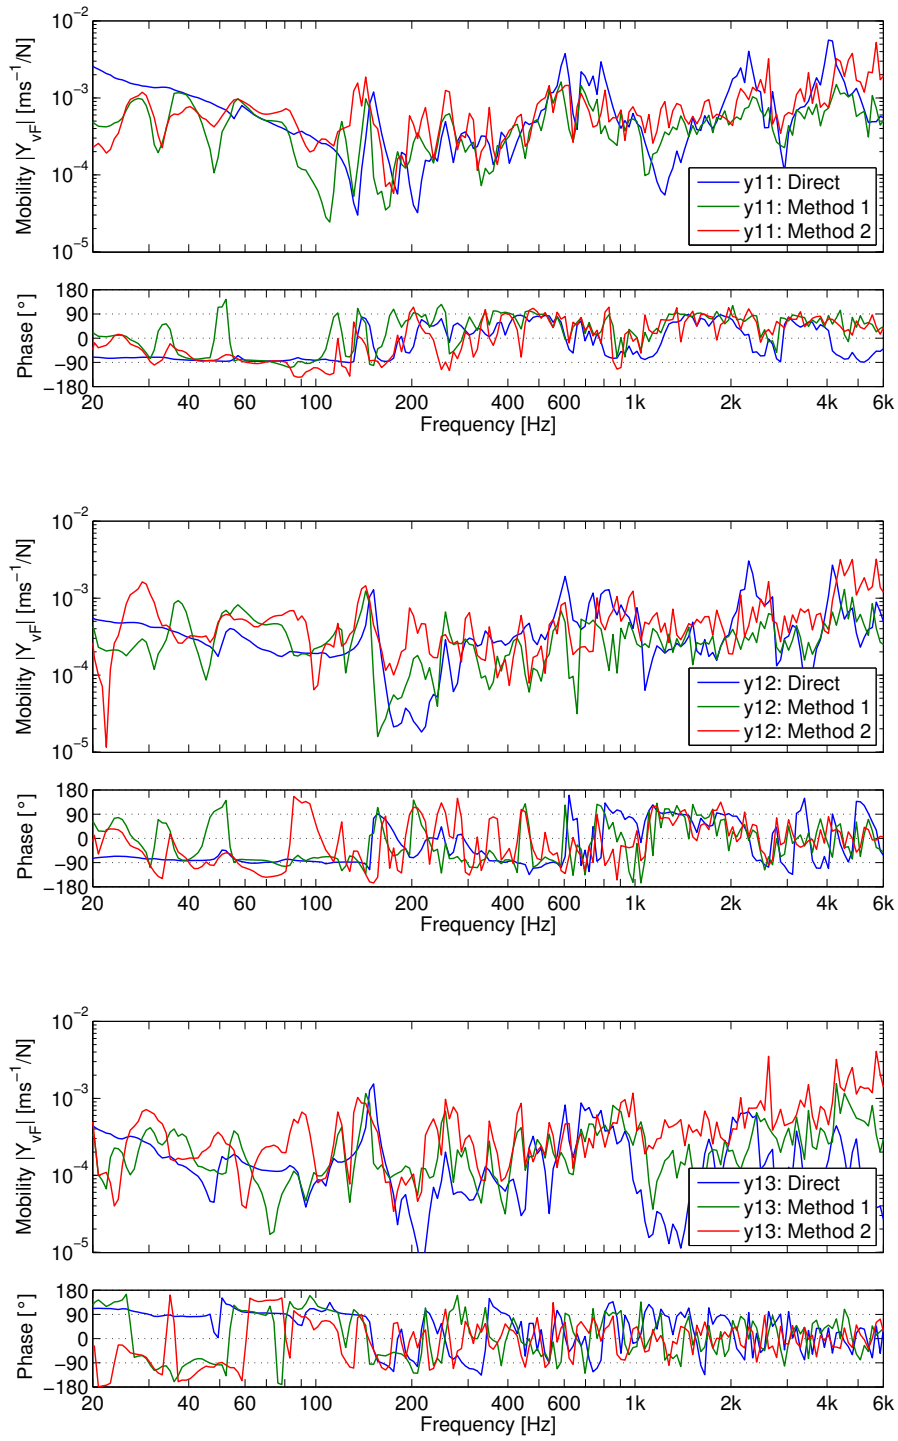 10⁻²
10⁻³
10⁻⁴
10⁻⁵
Mobility |Y_vF| [ms⁻¹/N]
y11: Direct
y11: Method 1
y11: Method 2
180
90
0
−90
−180
Phase [°]
20 40 60 100 200 400 600 1k 2k 4k 6k
Frequency [Hz]
10⁻²
10⁻³
10⁻⁴
10⁻⁵
Mobility |Y_vF| [ms⁻¹/N]
y12: Direct
y12: Method 1
y12: Method 2
180
90
0
−90
−180
Phase [°]
20 40 60 100 200 400 600 1k 2k 4k 6k
Frequency [Hz]
10⁻²
10⁻³
10⁻⁴
10⁻⁵
Mobility |Y_vF| [ms⁻¹/N]
y13: Direct
y13: Method 1
y13: Method 2
180
90
0
−90
−180
Phase [°]
20 40 60 100 200 400 600 1k 2k 4k 6k
Frequency [Hz]